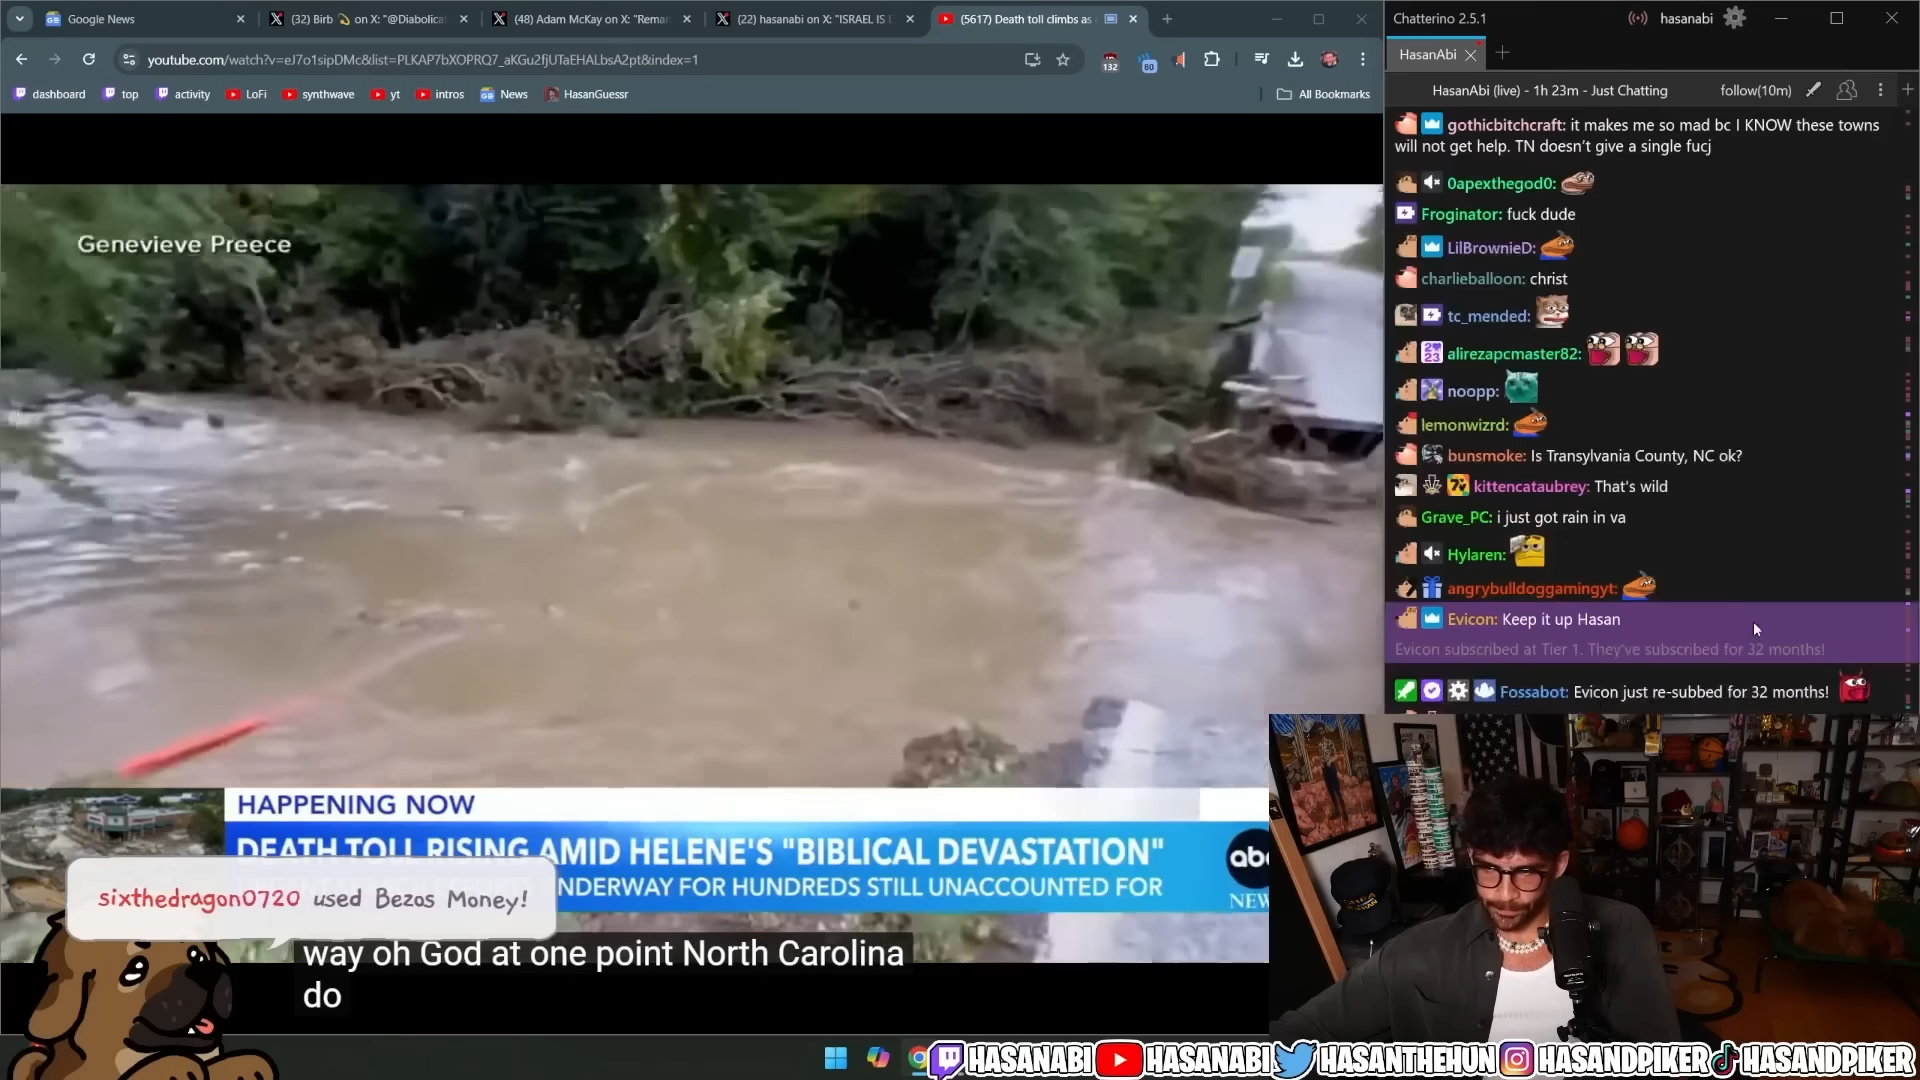 Google News
(32) Birb on X: "@Diabolica
(48) Adam McKay on X: "Remar
(22) hasanabi on X: "ISRAEL IS
(5617) Death toll climbs as
youtube.com/watch?v=eJ7o1sipDMc&list=PLKAP7bXOPRQ7_aKGu2fjUTaEHALbsA2pt&index=1
132
60
dashboard
top
activity
LoFi
synthwave
yt
intros
News
HasanGuessr
All Bookmarks
Genevieve Preece
HAPPENING NOW
DEATH TOLL RISING AMID HELENE'S "BIBLICAL DEVASTATION"
NDERWAY FOR HUNDREDS STILL UNACCOUNTED FOR
abc
NEW
sixthedragon0720 used Bezos Money!
way oh God at one point North Carolina
do
Chatterino 2.5.1
hasanabi
HasanAbi
HasanAbi (live) - 1h 23m - Just Chatting
follow(10m)
gothicbitchcraft: it makes me so mad bc I KNOW these towns
will not get help. TN doesn't give a single fucj
0apexthegod0:
Froginator: fuck dude
LilBrownieD:
charlieballoon: christ
tc_mended:
alirezapcmaster82:
noopp:
lemonwizrd:
bunsmoke: Is Transylvania County, NC ok?
kittencataubrey: That's wild
Grave_PC: i just got rain in va
Hylaren:
angrybulldoggamingyt:
Evicon: Keep it up Hasan
Evicon subscribed at Tier 1. They've subscribed for 32 months!
Fossabot: Evicon just re-subbed for 32 months!
HASANABI
HASANABI
HASANTHEHUN
HASANDPIKER
HASANDPIKER